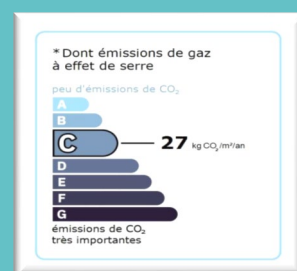 *Dont émissions de gaz
à effet de serre
peu d'émissions de CO₂
A
B
C 27 kg CO₂/m²/an
D
E
F
G
émissions de CO₂
très importantes